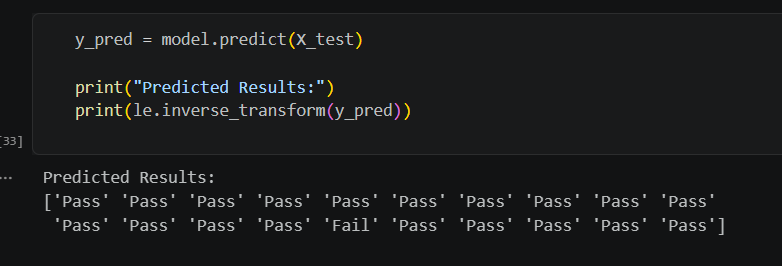 y_pred = model.predict(X_test)
print("Predicted Results:")
print(le.inverse_transform(y_pred))
[33]
Predicted Results:
['Pass' 'Pass' 'Pass' 'Pass' 'Pass' 'Pass' 'Pass' 'Pass' 'Pass' 'Pass'
'Pass' 'Pass' 'Pass' 'Pass' 'Fail' 'Pass' 'Pass' 'Pass' 'Pass' 'Pass']